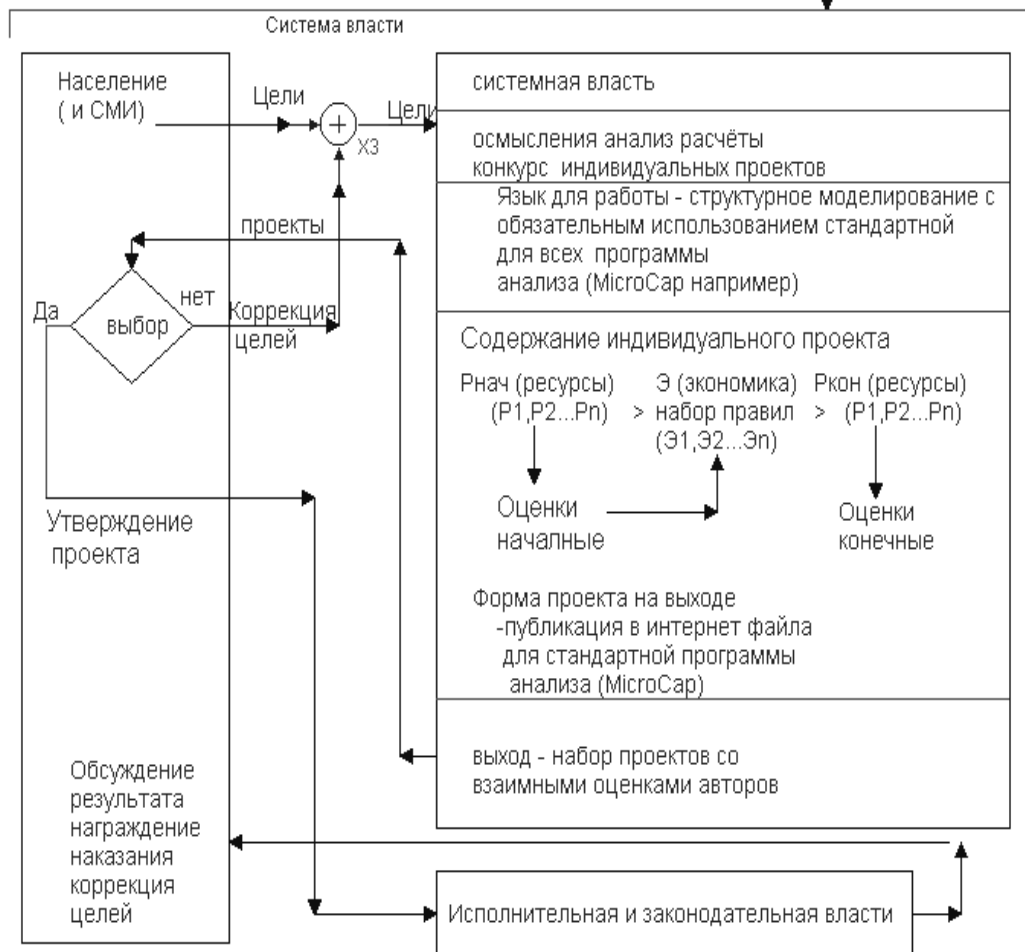 Система власти
Население
( и СМИ)
Цели
+
Х3
Цели
проекты
выбор
Да
нет
Коррекция
целей
Утверждение
проекта
Обсуждение
результата
награждение
наказания
коррекция
целей
системная власть
осмысления анализ расчёты
конкурс индивидуальных проектов
Язык для работы - структурное моделирование с
обязательным использованием стандартной
для всех программы
анализа (MicroCap например)
Содержание индивидуального проекта
Рнач (ресурсы) Э (экономика) Ркон (ресурсы)
(Р1,Р2...Рn) > набор правил > (Р1,Р2...Рn)
(Э1,Э2...Эn)
Оценки
началные
Оценки
конечные
Форма проекта на выходе
-публикация в интернет файла
для стандартной программы
анализа (MicroCap)
выход - набор проектов со
взаимными оценками авторов
Исполнительная и законодательная власти